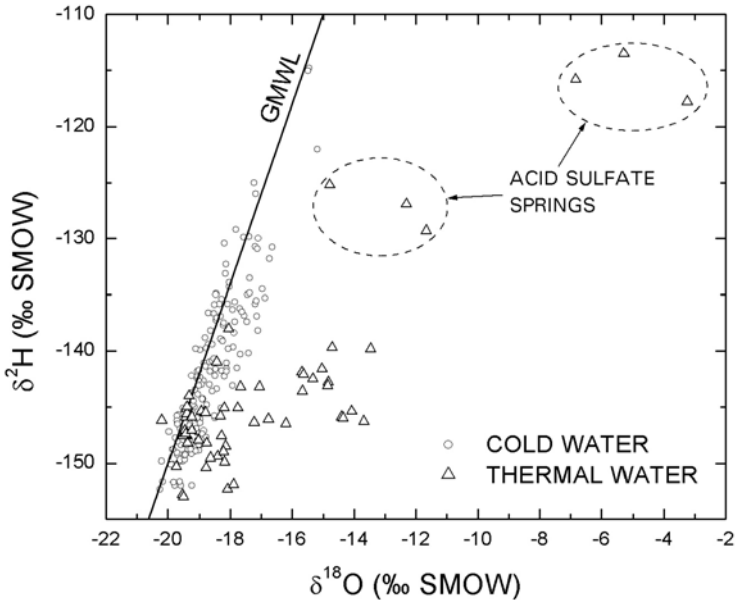 -110
-120
-130
-140
-150
δ²H (‰ SMOW)
GMWL
ACID SULFATE
SPRINGS
COLD WATER
THERMAL WATER
-22 -20 -18 -16 -14 -12 -10 -8 -6 -4 -2
δ¹⁸O (‰ SMOW)